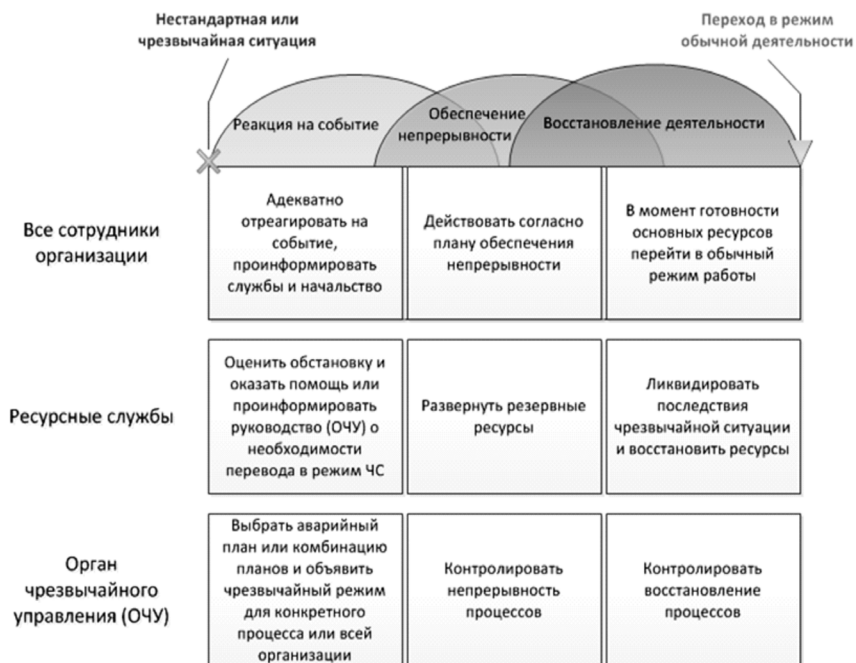 Нестандартная или
чрезвычайная ситуация
Переход в режим
обычной деятельности
Реакция на событие
Обеспечение
непрерывности
Восстановление деятельности
Все сотрудники
организации
Адекватно
отреагировать на
событие,
проинформировать
службы и начальство
Действовать согласно
плану обеспечения
непрерывности
В момент готовности
основных ресурсов
перейти в обычный
режим работы
Ресурсные службы
Оценить обстановку и
оказать помощь или
проинформировать
руководство (ОЧУ) о
необходимости
перевода в режим ЧС
Развернуть резервные
ресурсы
Ликвидировать
последствия
чрезвычайной ситуации
и восстановить ресурсы
Орган
чрезвычайного
управления (ОЧУ)
Выбрать аварийный
план или комбинацию
планов и объявить
чрезвычайный режим
для конкретного
процесса или всей
организации
Контролировать
непрерывность
процессов
Контролировать
восстановление
процессов